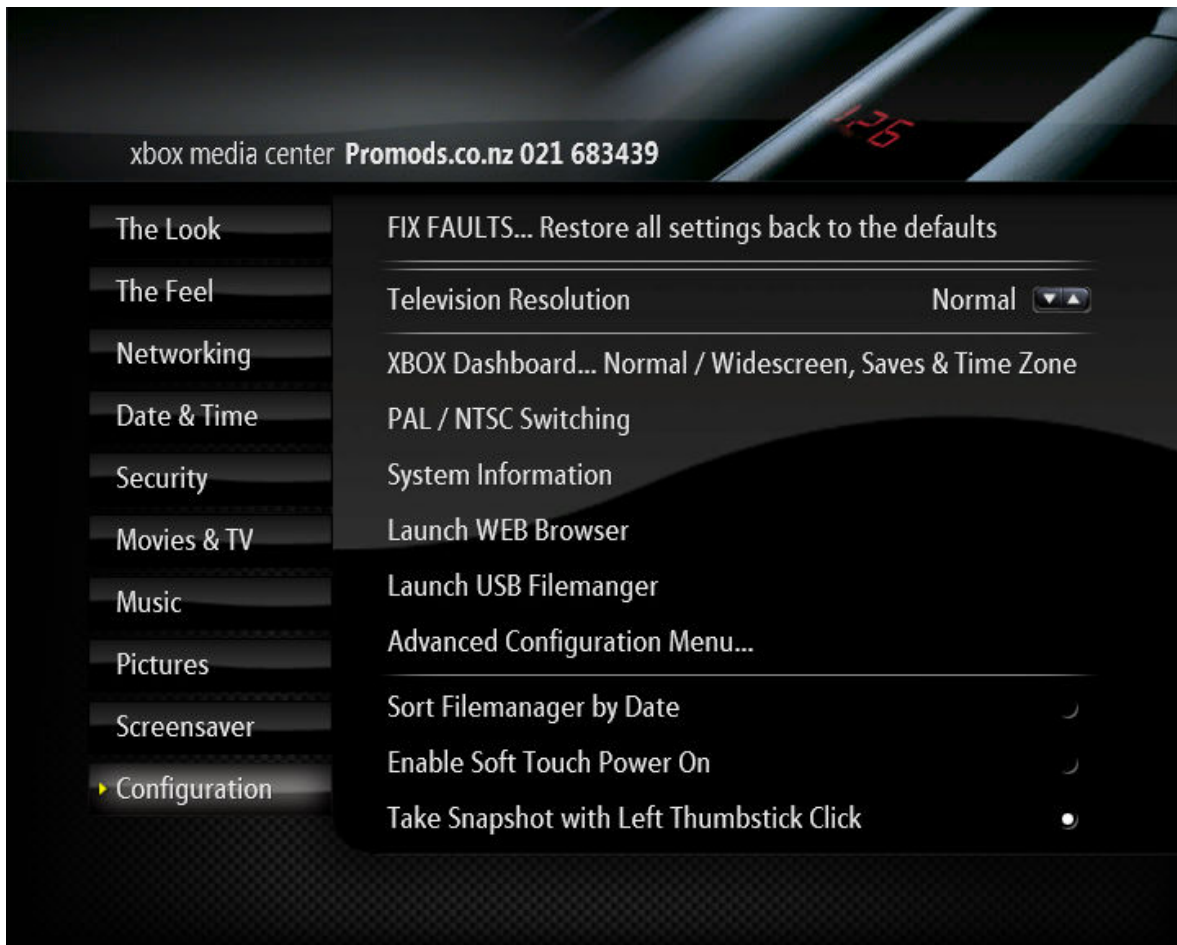 1:26
xbox media center Promods.co.nz 021 683439
The Look
The Feel
Networking
Date & Time
Security
Movies & TV
Music
Pictures
Screensaver
Configuration
FIX FAULTS... Restore all settings back to the defaults
Television Resolution Normal
XBOX Dashboard... Normal / Widescreen, Saves & Time Zone
PAL / NTSC Switching
System Information
Launch WEB Browser
Launch USB Filemanger
Advanced Configuration Menu...
Sort Filemanager by Date
Enable Soft Touch Power On
Take Snapshot with Left Thumbstick Click